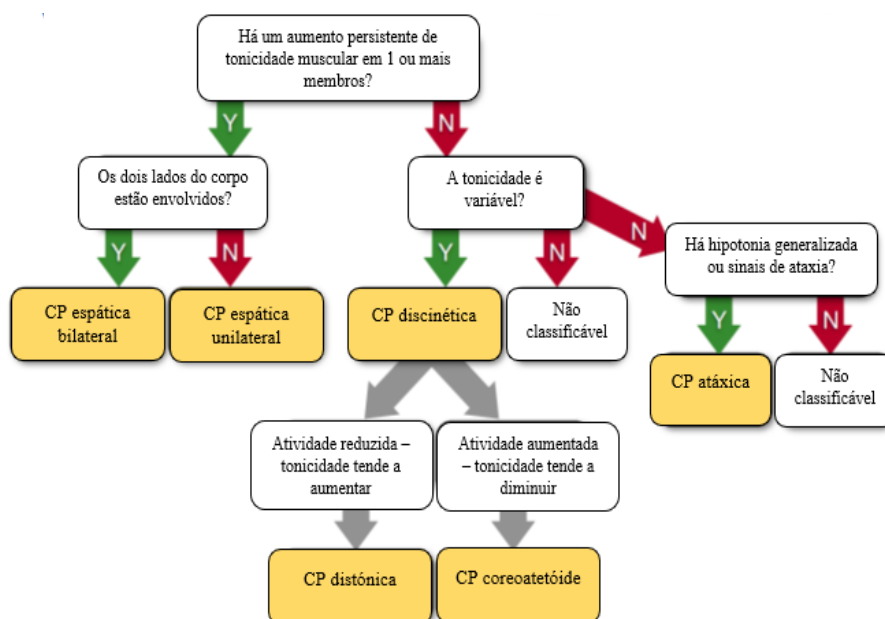 Há um aumento persistente de
tonicidade muscular em 1 ou mais
membros?
Y
N
Os dois lados do corpo
estão envolvidos?
A tonicidade é
variável?
N
Há hipotonia generalizada
ou sinais de ataxia?
Y
N
Y
N
Y
N
CP espática
bilateral
CP espática
unilateral
CP discinética
Não
classificável
CP atáxica
Não
classificável
Atividade reduzida –
tonicidade tende a
aumentar
Atividade aumentada
– tonicidade tende a
diminuir
CP distónica
CP coreoatetóide